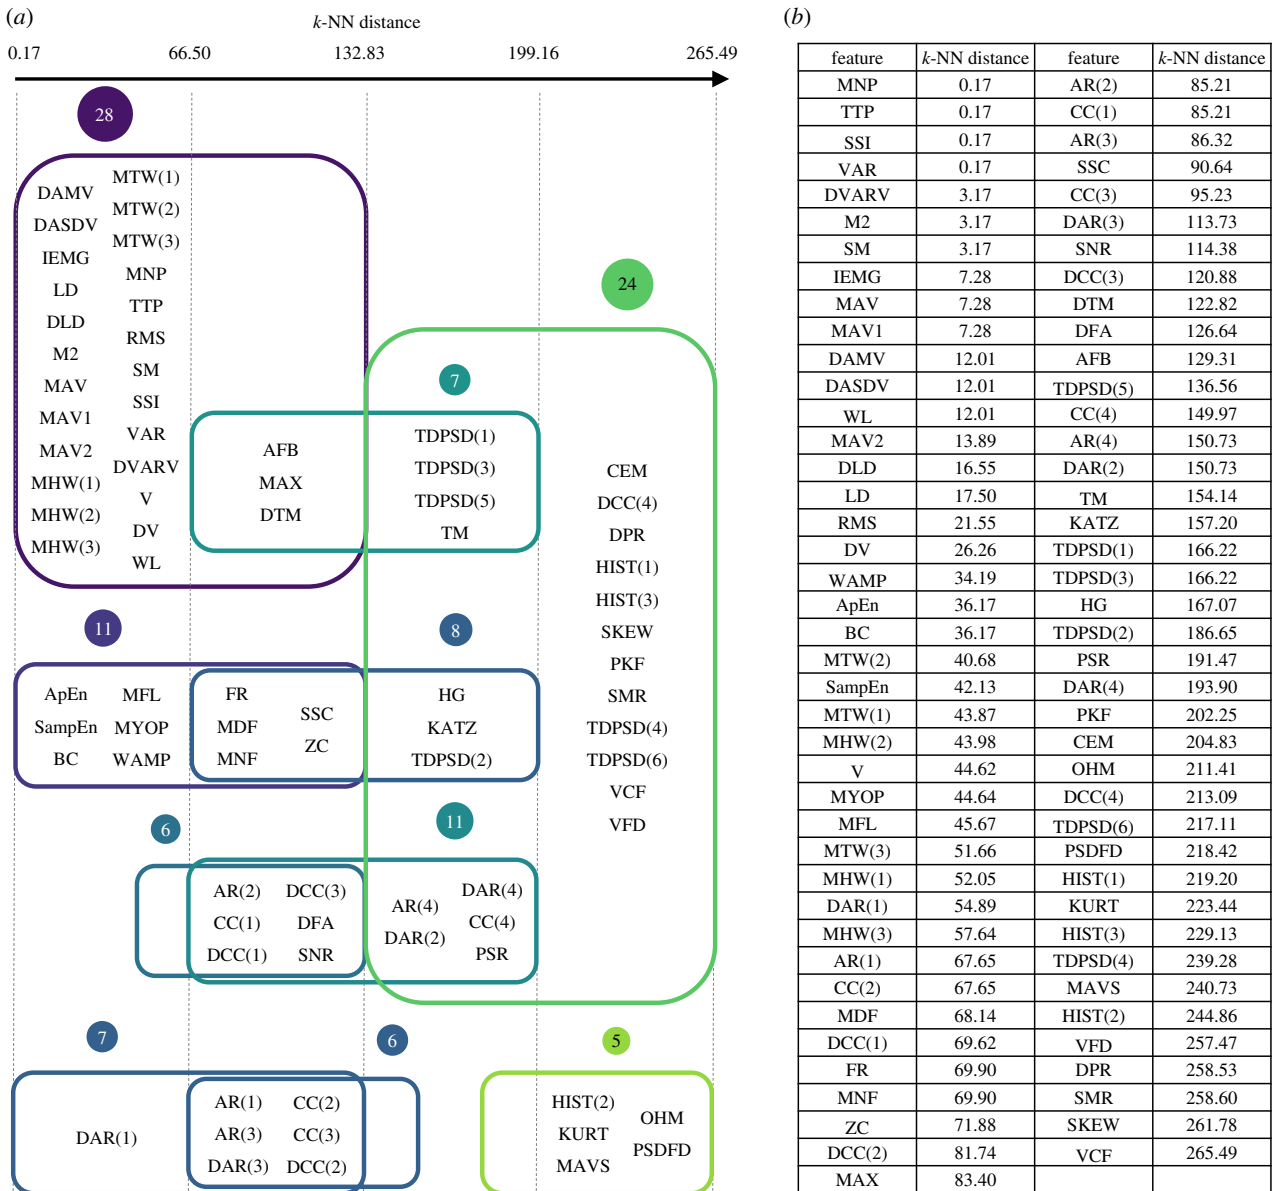 (a)
k-NN distance
0.17 66.50 132.83 199.16 265.49
28
DAMV
DASDV
IEMG
LD
DLD
M2
MAV
MAV1
MAV2
MHW(1)
MHW(2)
MHW(3)
MTW(1)
MTW(2)
MTW(3)
MNP
TTP
RMS
SM
SSI
VAR
DVARV
V
DV
WL
AFB
MAX
DTM
7
TDPSD(1)
TDPSD(3)
TDPSD(5)
TM
24
CEM
DCC(4)
DPR
HIST(1)
HIST(3)
SKEW
PKF
SMR
TDPSD(4)
TDPSD(6)
VCF
VFD
11
ApEn
SampEn
BC
MFL
MYOP
WAMP
FR
MDF
MNF
SSC
ZC
8
HG
KATZ
TDPSD(2)
6
AR(2)
CC(1)
DCC(1)
DCC(3)
DFA
SNR
11
AR(4)
DAR(2)
DAR(4)
CC(4)
PSR
7
DAR(1)
6
AR(1)
AR(3)
DAR(3)
CC(2)
CC(3)
DCC(2)
5
HIST(2)
KURT
MAVS
OHM
PSDFD
(b)
feature k-NN distance feature k-NN distance
MNP 0.17 AR(2) 85.21
TTP 0.17 CC(1) 85.21
SSI 0.17 AR(3) 86.32
VAR 0.17 SSC 90.64
DVARV 3.17 CC(3) 95.23
M2 3.17 DAR(3) 113.73
SM 3.17 SNR 114.38
IEMG 7.28 DCC(3) 120.88
MAV 7.28 DTM 122.82
MAV1 7.28 DFA 126.64
DAMV 12.01 AFB 129.31
DASDV 12.01 TDPSD(5) 136.56
WL 12.01 CC(4) 149.97
MAV2 13.89 AR(4) 150.73
DLD 16.55 DAR(2) 150.73
LD 17.50 TM 154.14
RMS 21.55 KATZ 157.20
DV 26.26 TDPSD(1) 166.22
WAMP 34.19 TDPSD(3) 166.22
ApEn 36.17 HG 167.07
BC 36.17 TDPSD(2) 186.65
MTW(2) 40.68 PSR 191.47
SampEn 42.13 DAR(4) 193.90
MTW(1) 43.87 PKF 202.25
MHW(2) 43.98 CEM 204.83
V 44.62 OHM 211.41
MYOP 44.64 DCC(4) 213.09
MFL 45.67 TDPSD(6) 217.11
MTW(3) 51.66 PSDFD 218.42
MHW(1) 52.05 HIST(1) 219.20
DAR(1) 54.89 KURT 223.44
MHW(3) 57.64 HIST(3) 229.13
AR(1) 67.65 TDPSD(4) 239.28
CC(2) 67.65 MAVS 240.73
MDF 68.14 HIST(2) 244.86
DCC(1) 69.62 VFD 257.47
FR 69.90 DPR 258.53
MNF 69.90 SMR 258.60
ZC 71.88 SKEW 261.78
DCC(2) 81.74 VCF 265.49
MAX 83.40